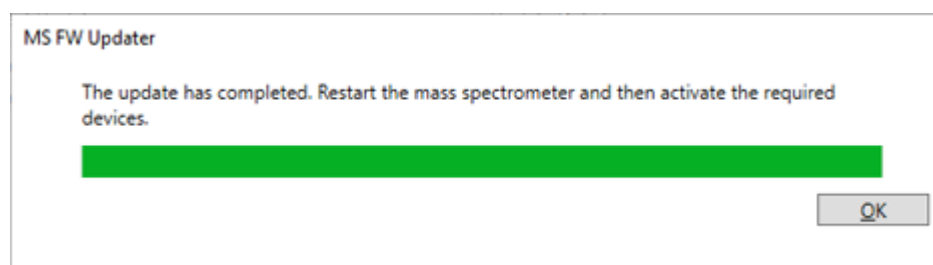 MS FW Updater
The update has completed. Restart the mass spectrometer and then activate the required
devices.
OK